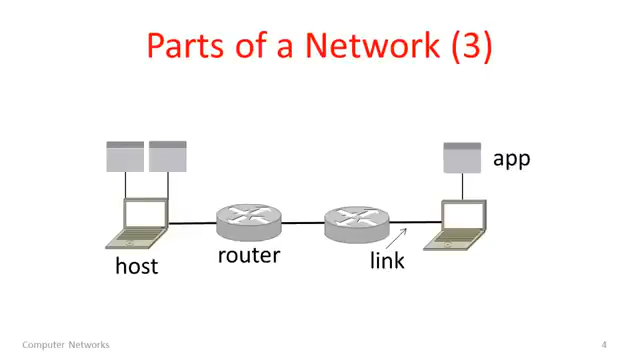 Parts of a Network (3)
app
host
router
link
Computer Networks
4